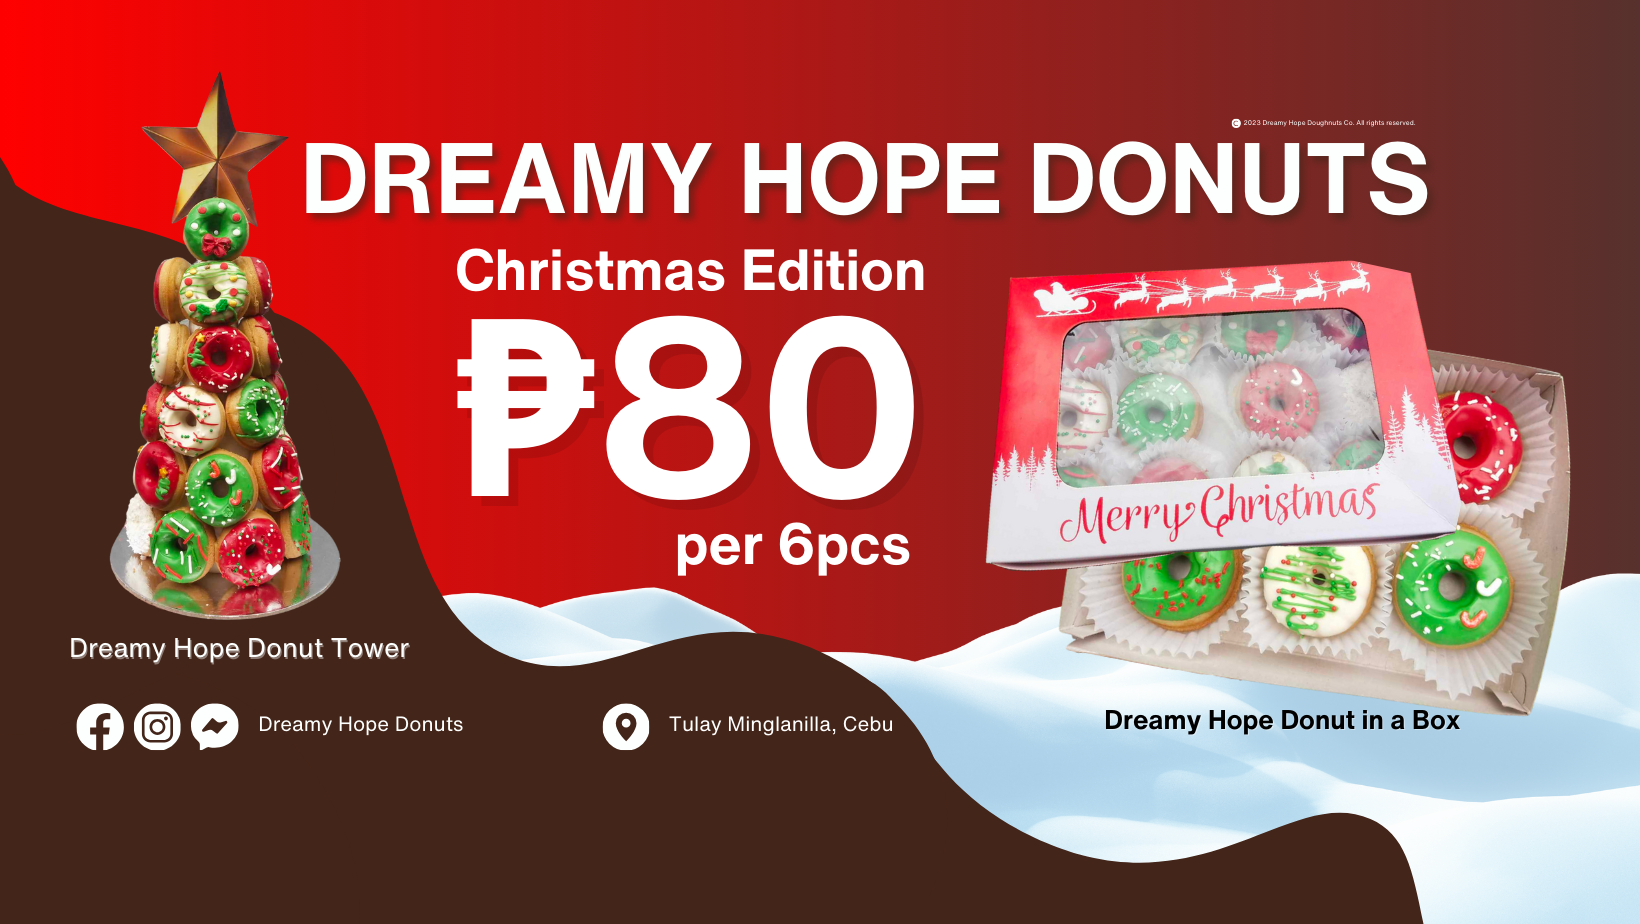 © 2023 Dreamy Hope Doughnuts Co. All rights reserved.
DREAMY HOPE DONUTS
Christmas Edition
₱80
per 6pcs
Merry Christmas
Dreamy Hope Donut Tower
Dreamy Hope Donut in a Box
Dreamy Hope Donuts
Tulay Minglanilla, Cebu